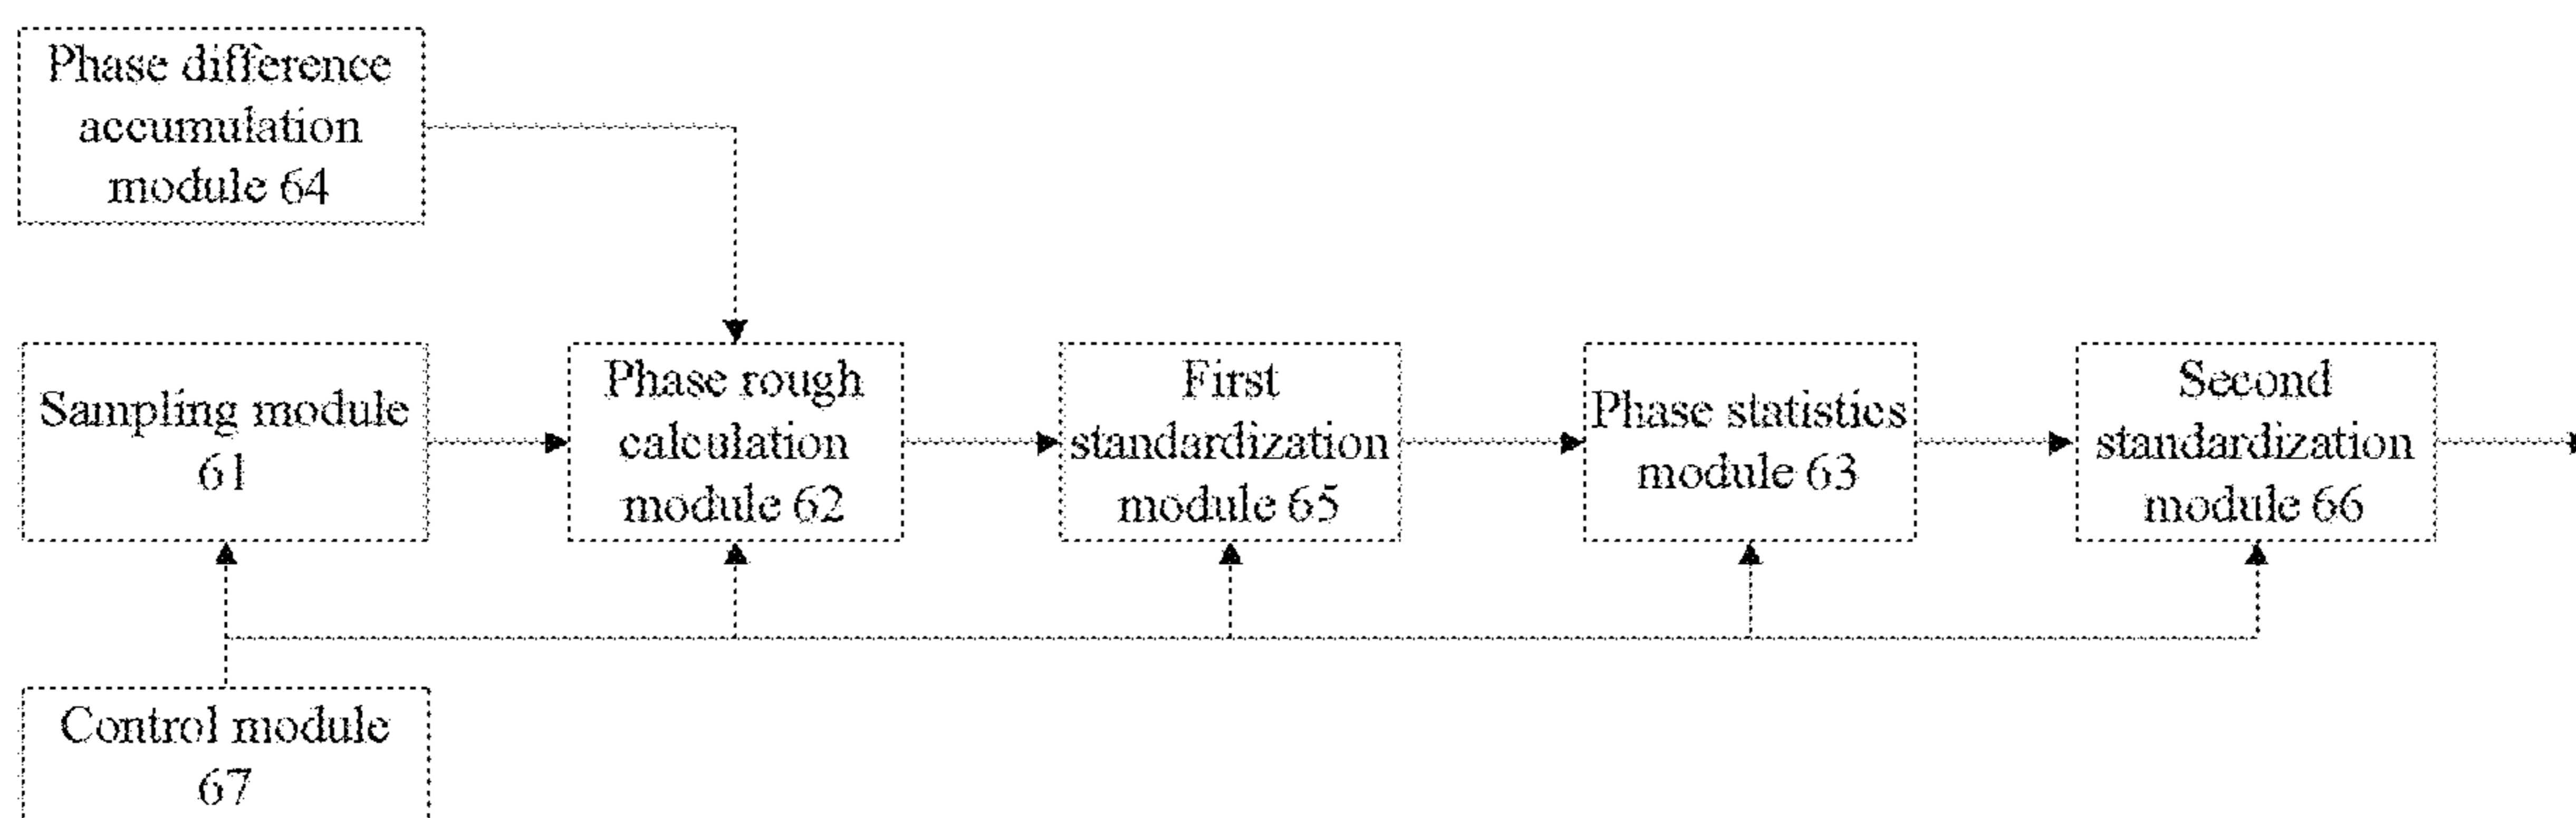 Phase difference
accumulation
module 64
Sampling module
61
Phase rough
calculation
module 62
First
standardization
module 65
Phase statistics
module 63
Second
standardization
module 66
Control module
67